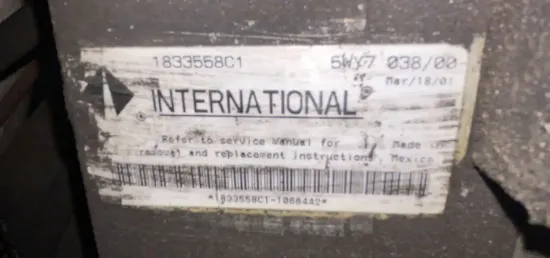 1833558C1 5WY7 038/00
Mar/18/01
INTERNATIONAL
Refer to service Manual for Made
removal and replacement instructions, Mexico
*1833558C1-1068442*